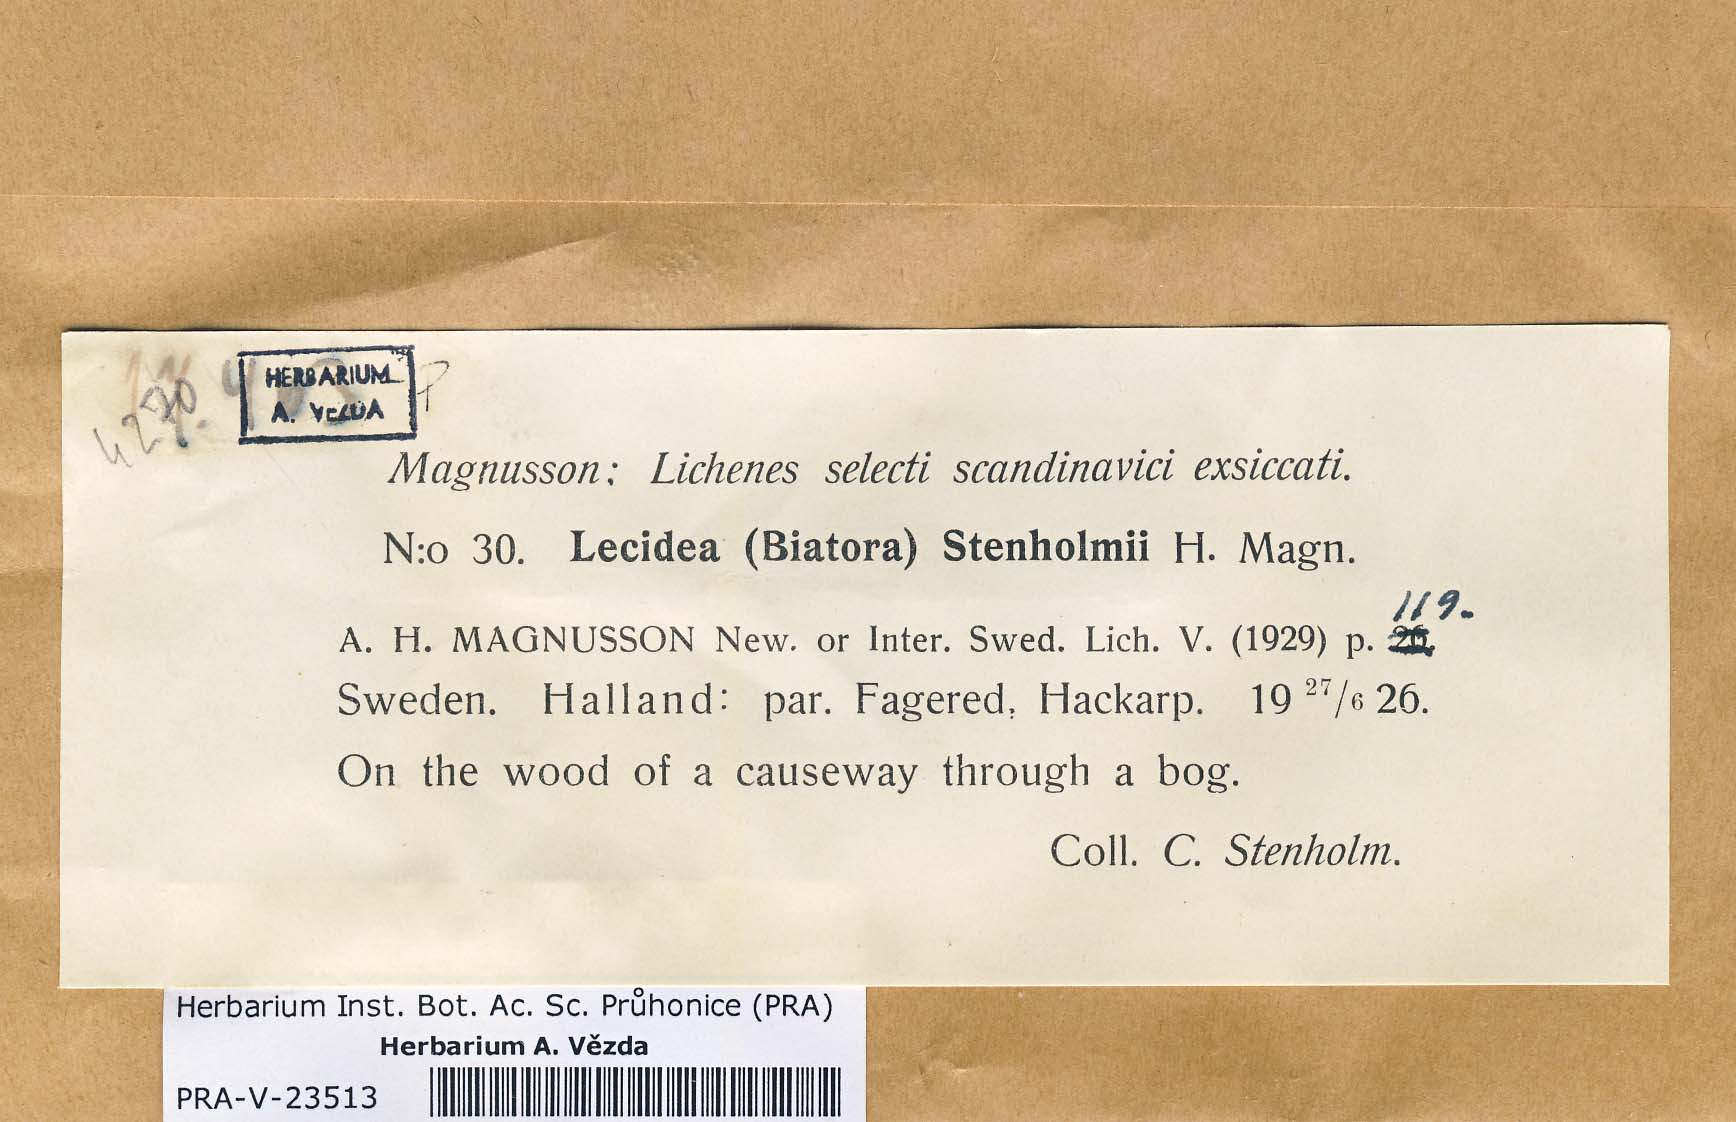 4270.
HERBARIUM
A. VĚZDA
Magnusson: Lichenes selecti scandinavici exsiccati.
N:o 30. Lecidea (Biatora) Stenholmii H. Magn.
119.
A. H. MAGNUSSON New. or Inter. Swed. Lich. V. (1929) p. 26.
Sweden. Halland: par. Fagered, Hackarp. 19 27/6 26.
On the wood of a causeway through a bog.
Coll. C. Stenholm.
Herbarium Inst. Bot. Ac. Sc. Průhonice (PRA)
Herbarium A. Vězda
PRA-V-23513